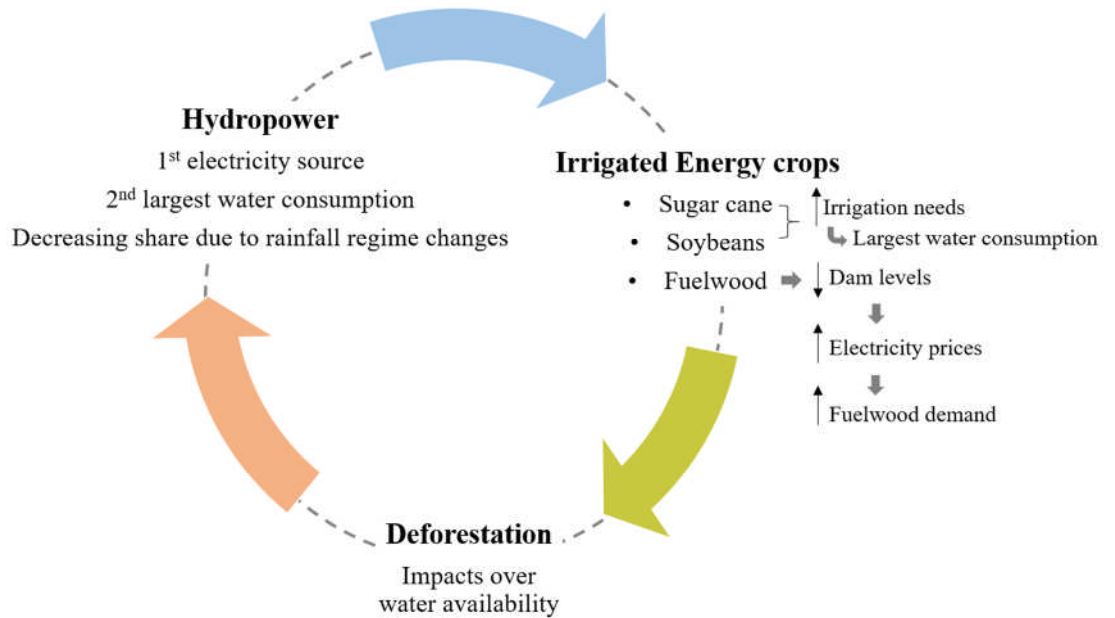 Hydropower
1st electricity source
2nd largest water consumption
Decreasing share due to rainfall regime changes
Irrigated Energy crops
• Sugar cane
• Soybeans
• Fuelwood
Irrigation needs
Largest water consumption
Dam levels
Electricity prices
Fuelwood demand
Deforestation
Impacts over
water availability